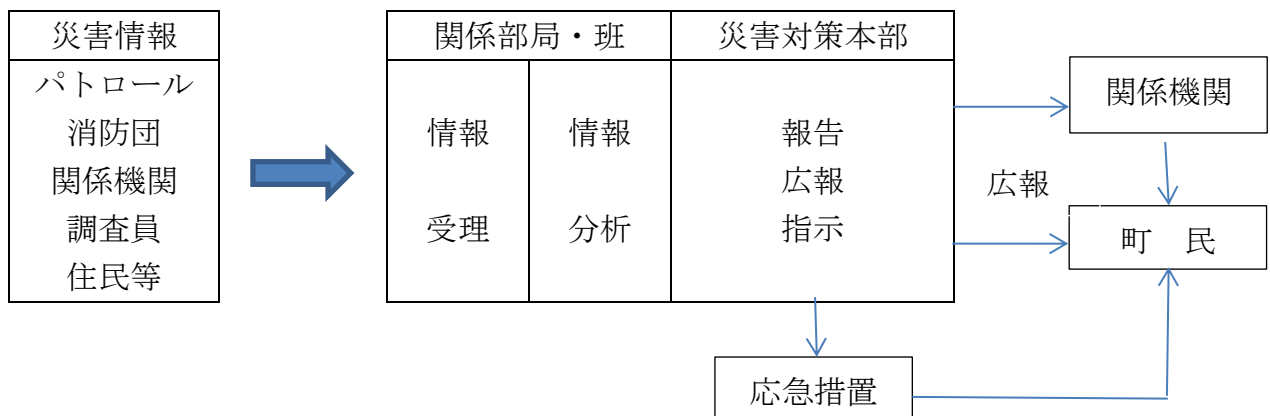 災害情報
パトロール
消防団
関係機関
調査員
住民等
関係部局・班
災害対策本部
情報
受理
情報
分析
報告
広報
指示
関係機関
広報
町　民
応急措置